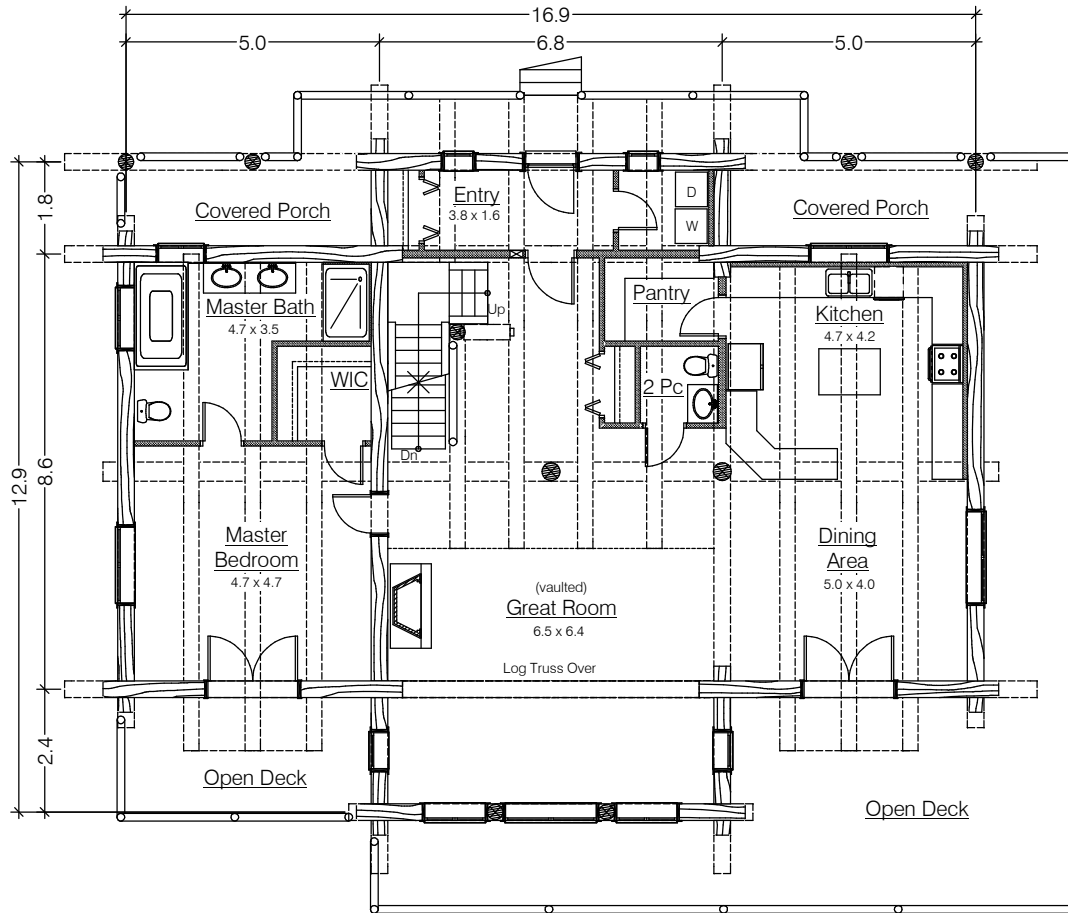 16.9
5.0
6.8
5.0
1.8
12.9
8.6
2.4
Covered Porch
Entry
3.8 x 1.6
D
W
Covered Porch
Master Bath
4.7 x 3.5
Up
Pantry
Kitchen
4.7 x 4.2
WIC
2 Pc
Dn
Master
Bedroom
4.7 x 4.7
Dining
Area
5.0 x 4.0
(vaulted)
Great Room
6.5 x 6.4
Log Truss Over
Open Deck
Open Deck